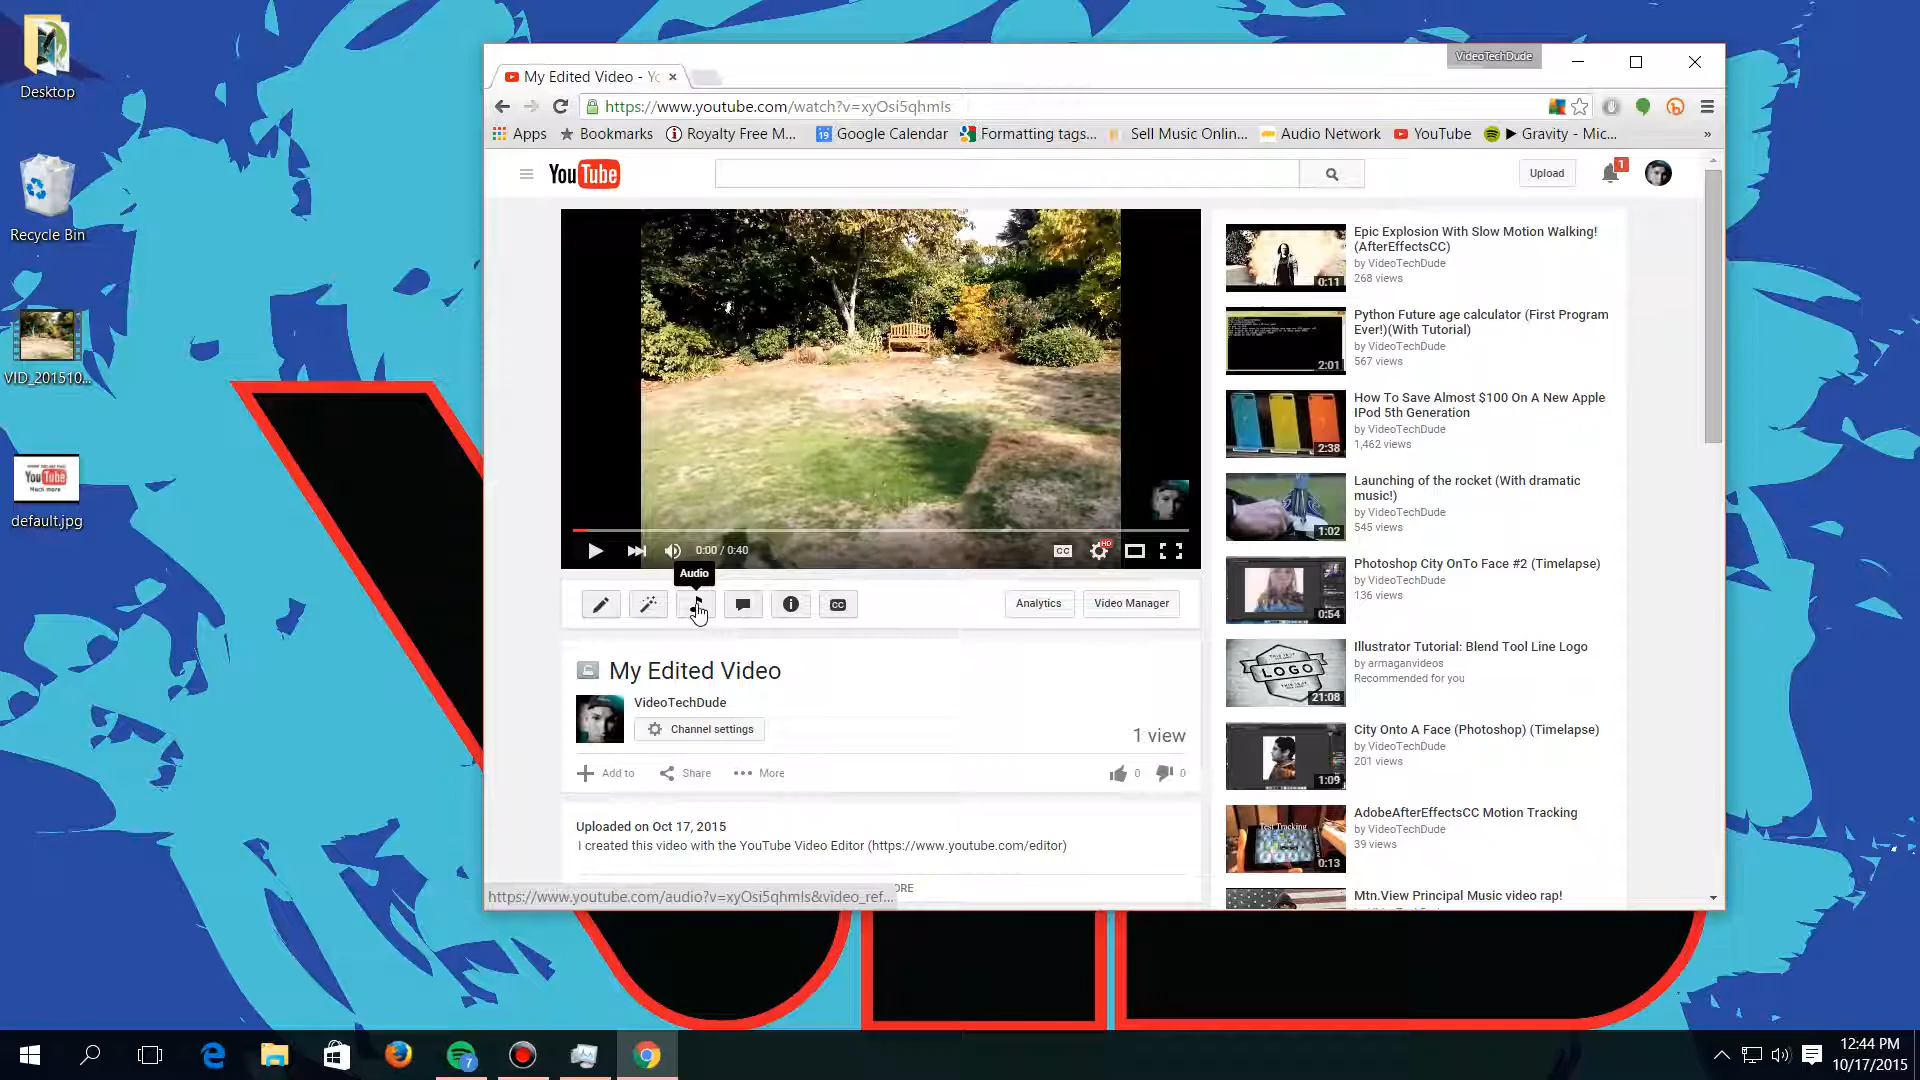 Desktop
Recycle Bin
VID_201510...
YouTube
default.jpg
VideoTechDude
My Edited Video - Yo
https://www.youtube.com/watch?v=xyOsi5qhmls
Apps Bookmarks Royalty Free M... 19 Google Calendar Formatting tags... Sell Music Onlin... Audio Network YouTube ▶ Gravity - Mic... »
YouTube
Upload
1
0:00 / 0:40
CC
HD
Audio
CC
Analytics
Video Manager
My Edited Video
VideoTechDude
Channel settings
1 view
Add to Share More 0 0
Uploaded on Oct 17, 2015
I created this video with the YouTube Video Editor (https://www.youtube.com/editor)
ORE
https://www.youtube.com/audio?v=xyOsi5qhmls&video_ref...
Epic Explosion With Slow Motion Walking!
(AfterEffectsCC)
by VideoTechDude
268 views
0:11
Python Future age calculator (First Program
Ever!)(With Tutorial)
by VideoTechDude
567 views
2:01
How To Save Almost $100 On A New Apple
IPod 5th Generation
by VideoTechDude
1,462 views
2:38
Launching of the rocket (With dramatic
music!)
by VideoTechDude
545 views
1:02
Photoshop City OnTo Face #2 (Timelapse)
by VideoTechDude
136 views
0:54
Illustrator Tutorial: Blend Tool Line Logo
by armaganvideos
Recommended for you
LOGO
21:08
City Onto A Face (Photoshop) (Timelapse)
by VideoTechDude
201 views
1:09
AdobeAfterEffectsCC Motion Tracking
by VideoTechDude
39 views
Test Tracking
0:13
Mtn.View Principal Music video rap!
7
12:44 PM
10/17/2015